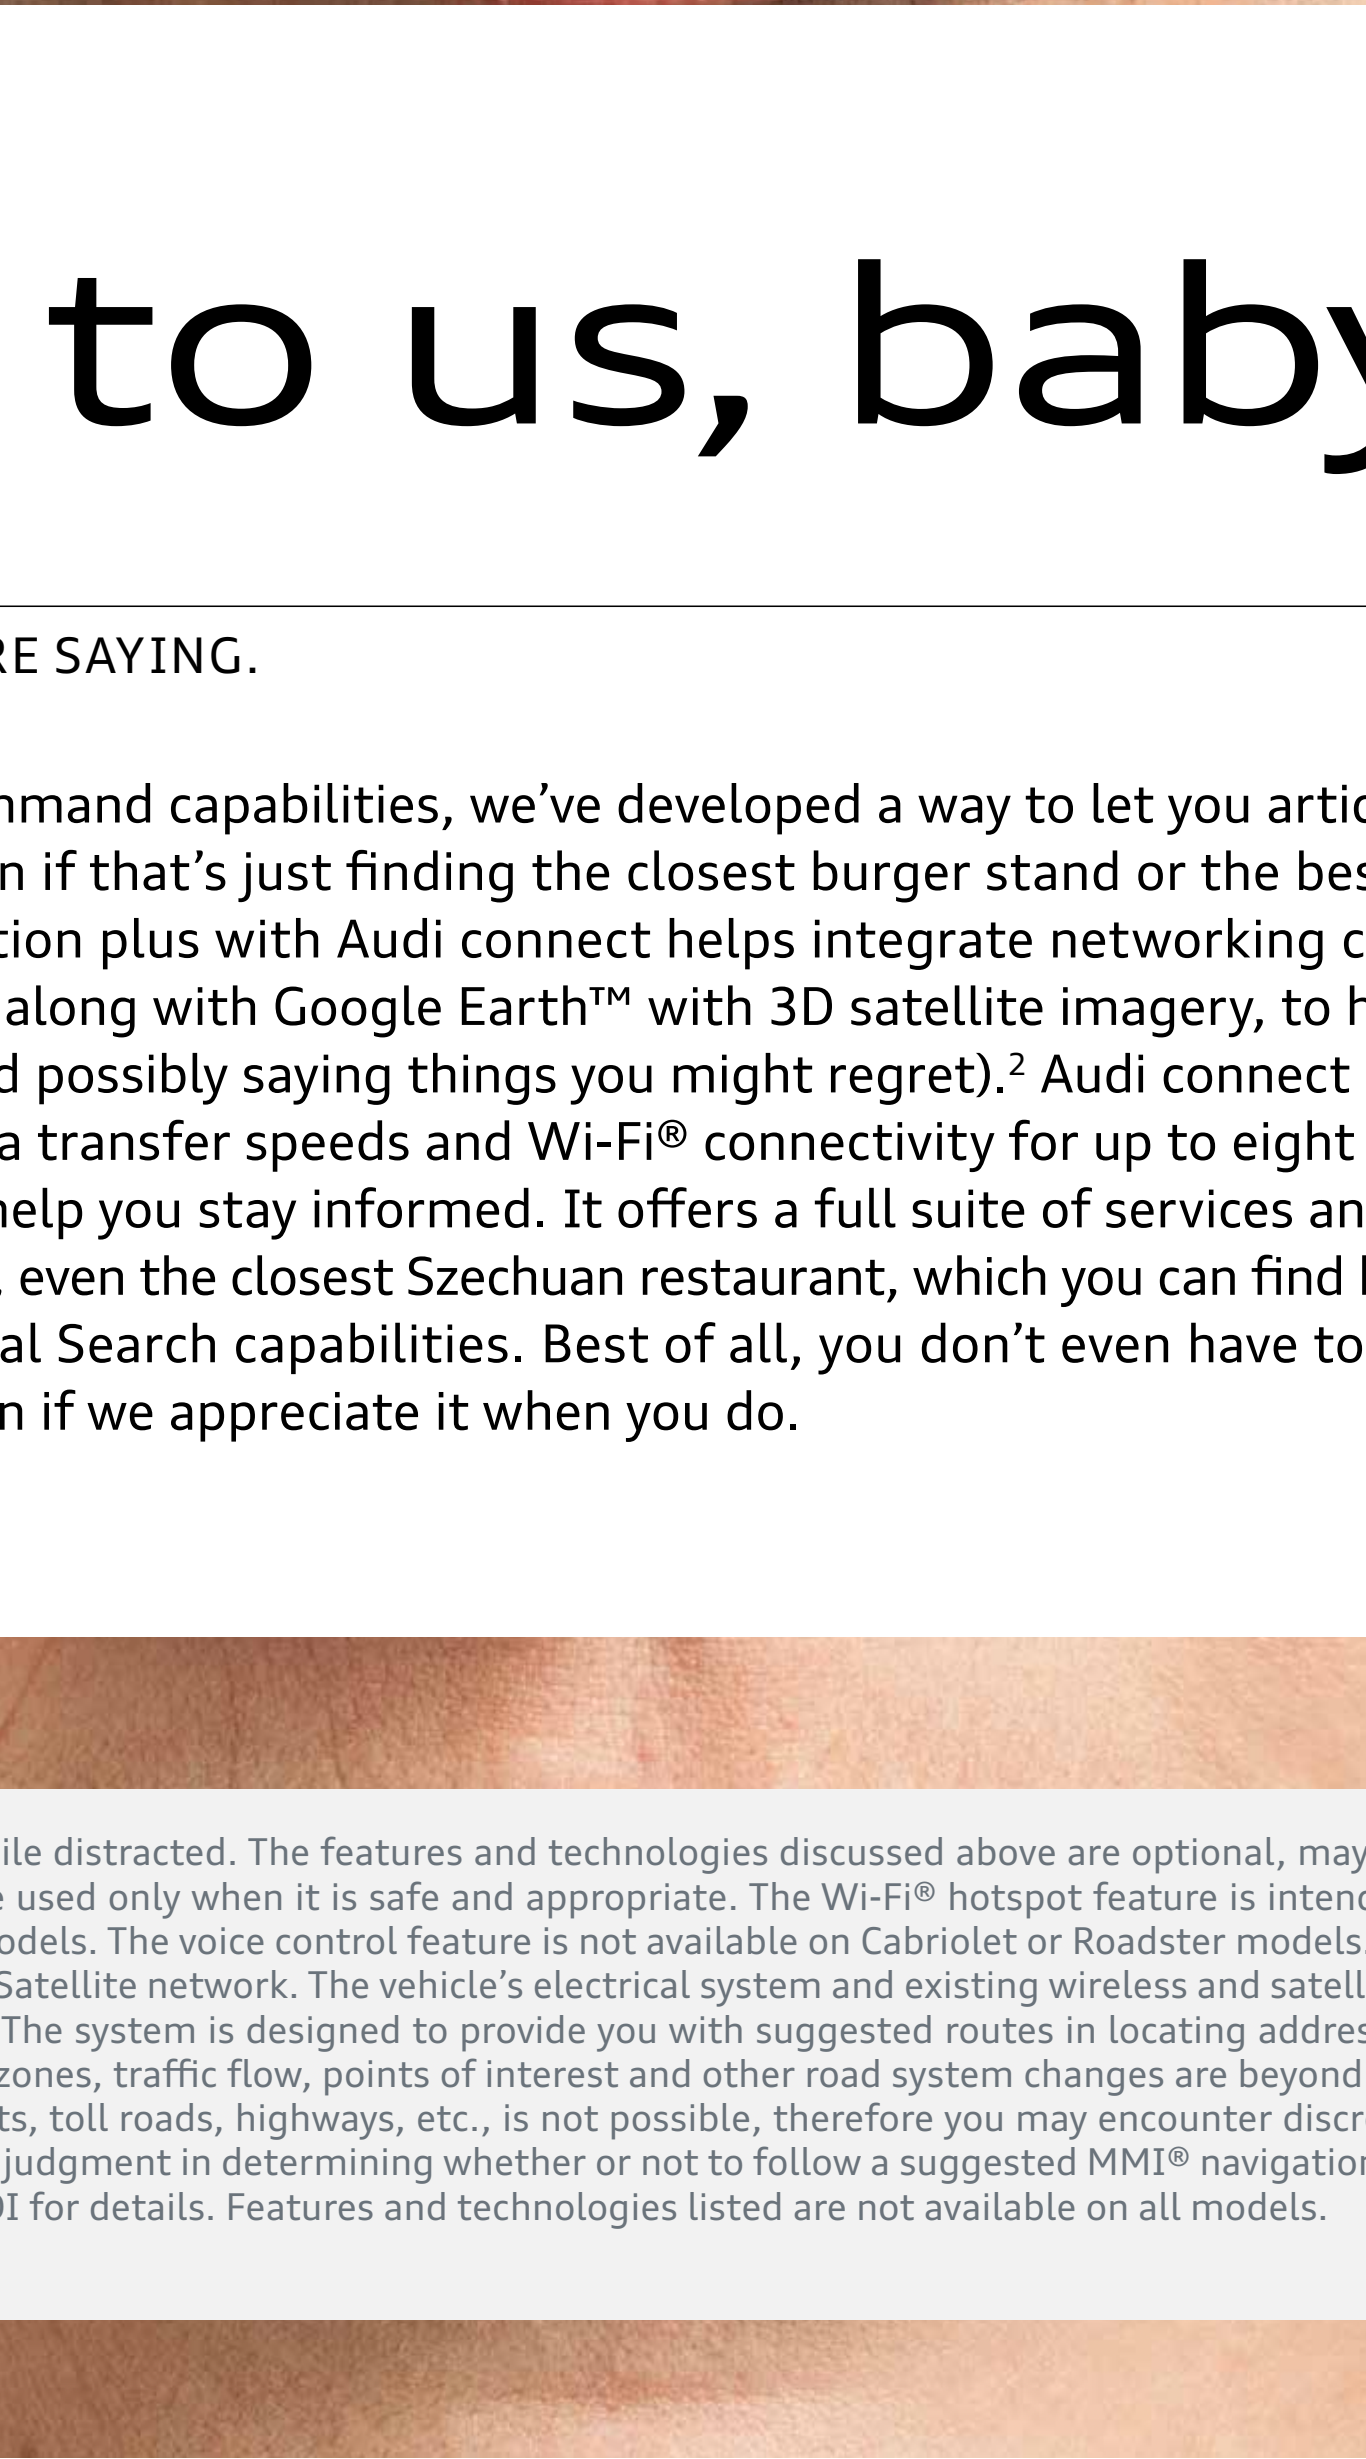 to us, baby
RE SAYING.
mmand capabilities, we’ve developed a way to let you artic
n if that’s just finding the closest burger stand or the bes
tion plus with Audi connect helps integrate networking c
along with Google Earth™ with 3D satellite imagery, to h
d possibly saying things you might regret).² Audi connect
a transfer speeds and Wi-Fi® connectivity for up to eight
help you stay informed. It offers a full suite of services an
, even the closest Szechuan restaurant, which you can find
al Search capabilities. Best of all, you don’t even have to
n if we appreciate it when you do.
ile distracted. The features and technologies discussed above are optional, may
e used only when it is safe and appropriate. The Wi-Fi® hotspot feature is intend
odels. The voice control feature is not available on Cabriolet or Roadster models.
Satellite network. The vehicle’s electrical system and existing wireless and satell
The system is designed to provide you with suggested routes in locating addres
zones, traffic flow, points of interest and other road system changes are beyond
ts, toll roads, highways, etc., is not possible, therefore you may encounter discre
judgment in determining whether or not to follow a suggested MMI® navigation
DI for details. Features and technologies listed are not available on all models.